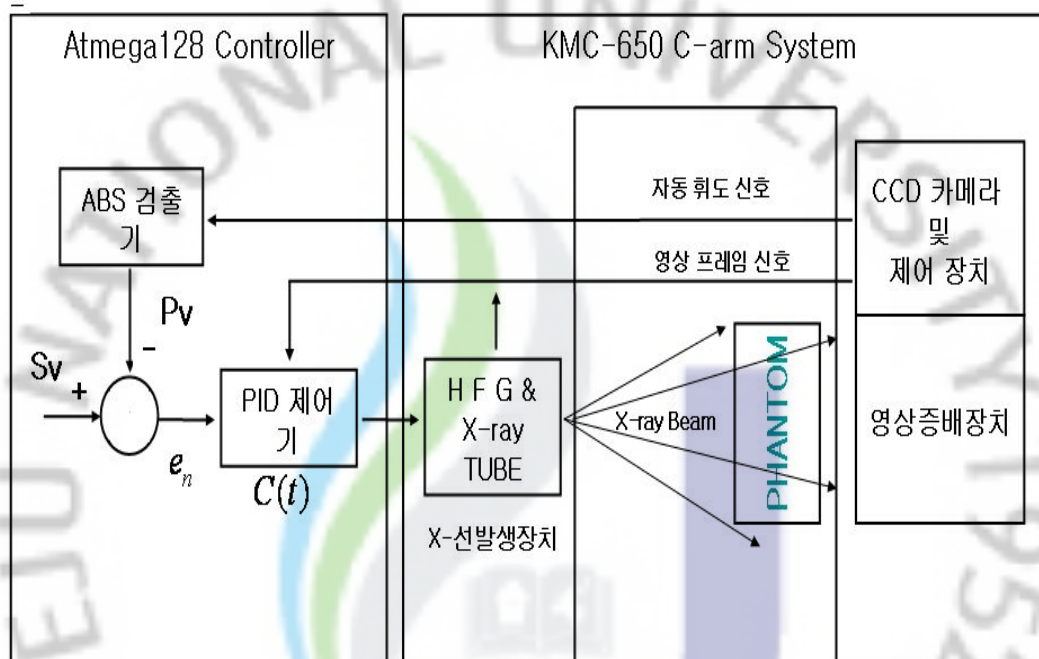 Atmega128 Controller
KMC-650 C-arm System
ABS 검출
기
자동 휘도 신호
CCD 카메라
및
제어 장치
영상 프레임 신호
Pv
-
Sv
+
PID 제어
기
H F G &
X-ray
TUBE
X-ray Beam
PHANTOM
영상증배장치
e_n
C(t)
X-선발생장치
NATIONAL UNIVERSITY